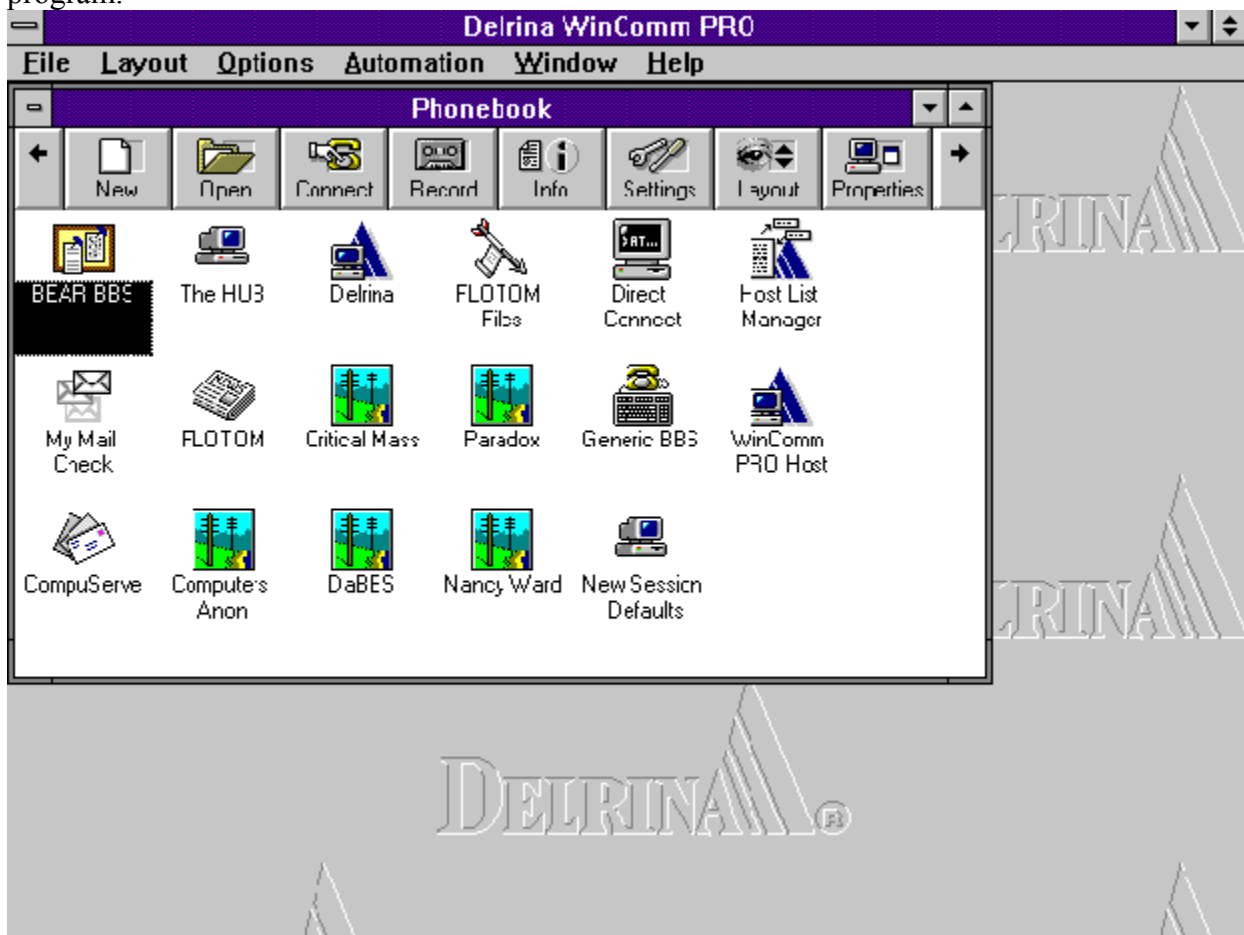 program.
Delrina WinComm PRO
File Layout Options Automation Window Help
Phonebook
New Open Connect Record Info Settings Layout Properties
BEAR BBS The HUB Delrina FLOTOM Files Direct Connect Host List Manager
My Mail Check FLOTOM Critical Mass Paradox Generic BBS WinComm PRO Host
CompuServe Computers Anon DaBES Nancy Ward New Session Defaults
DELRINA
DELRINA
DELRINA®